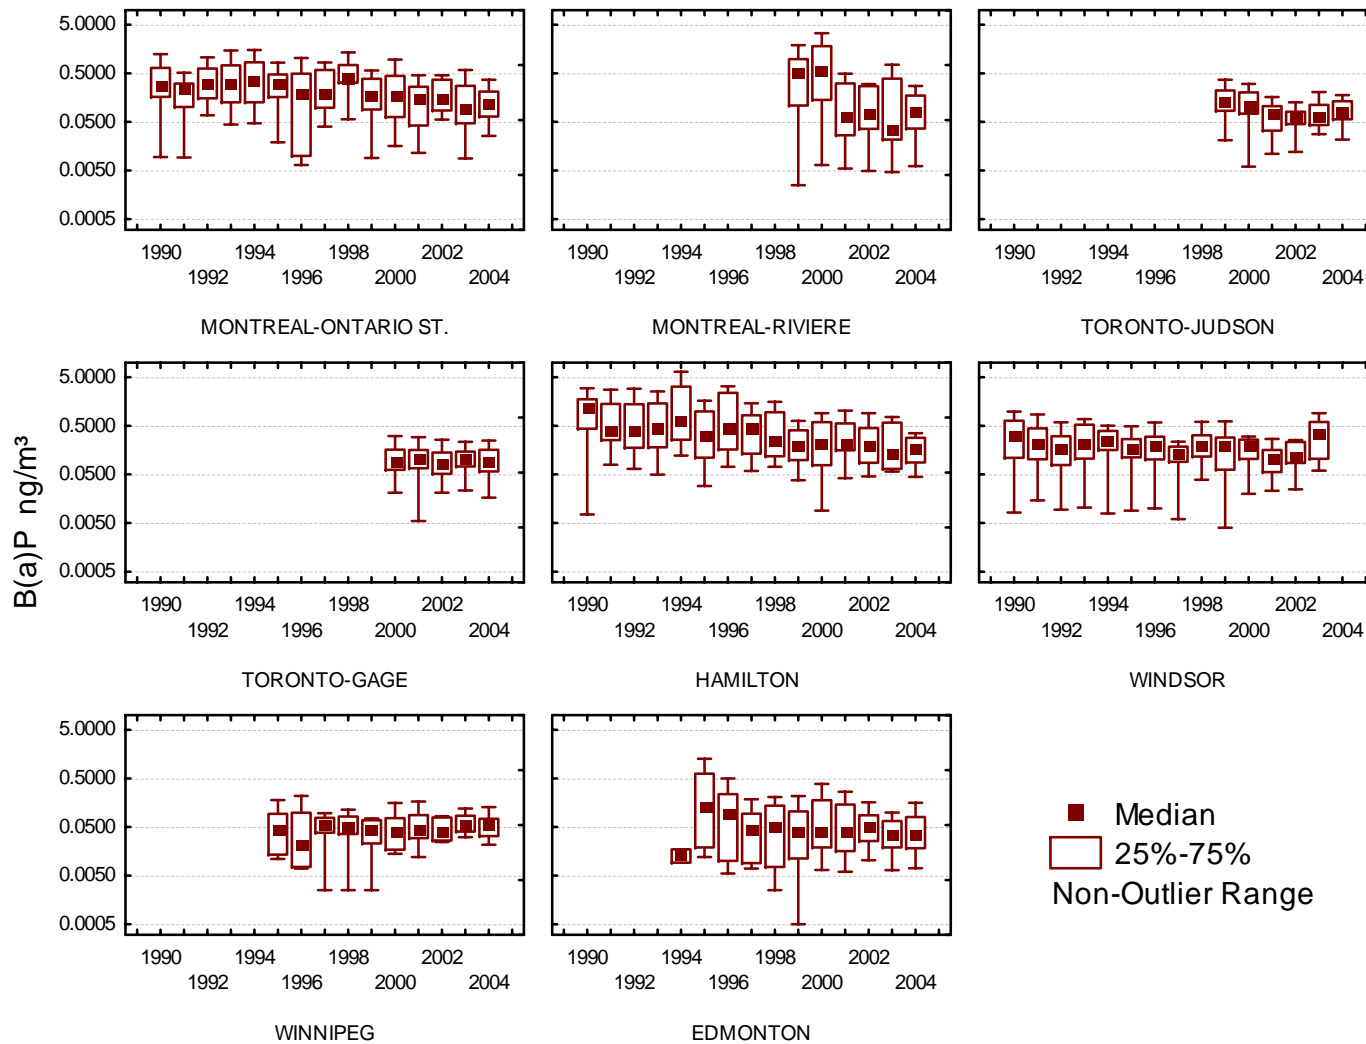 5.0000
0.5000
0.0500
0.0050
0.0005
1990 1994 1998 2002
1992 1996 2000 2004
MONTREAL-ONTARIO ST.
1990 1994 1998 2002
1992 1996 2000 2004
MONTREAL-RIVIERE
1990 1994 1998 2002
1992 1996 2000 2004
TORONTO-JUDSON
B(a)P ng/m³
5.0000
0.5000
0.0500
0.0050
0.0005
1990 1994 1998 2002
1992 1996 2000 2004
TORONTO-GAGE
1990 1994 1998 2002
1992 1996 2000 2004
HAMILTON
1990 1994 1998 2002
1992 1996 2000 2004
WINDSOR
5.0000
0.5000
0.0500
0.0050
0.0005
1990 1994 1998 2002
1992 1996 2000 2004
WINNIPEG
1990 1994 1998 2002
1992 1996 2000 2004
EDMONTON
Median
25%-75%
Non-Outlier Range